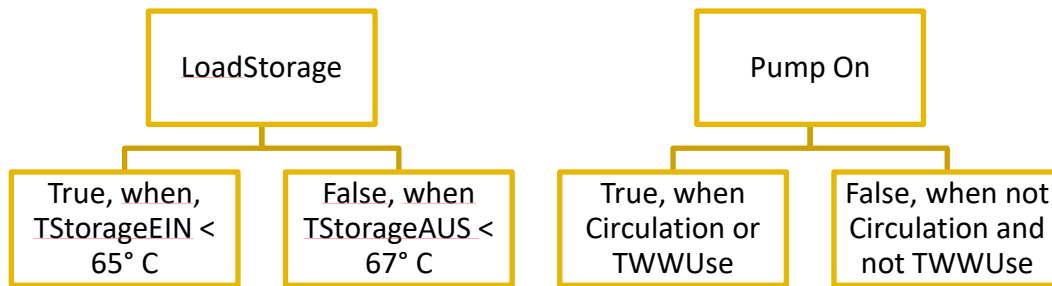 LoadStorage
True, when,
TStorageEIN <
65° C
False, when
TStorageAUS <
67° C
Pump On
True, when
Circulation or
TWWUse
False, when not
Circulation and
not TWWUse